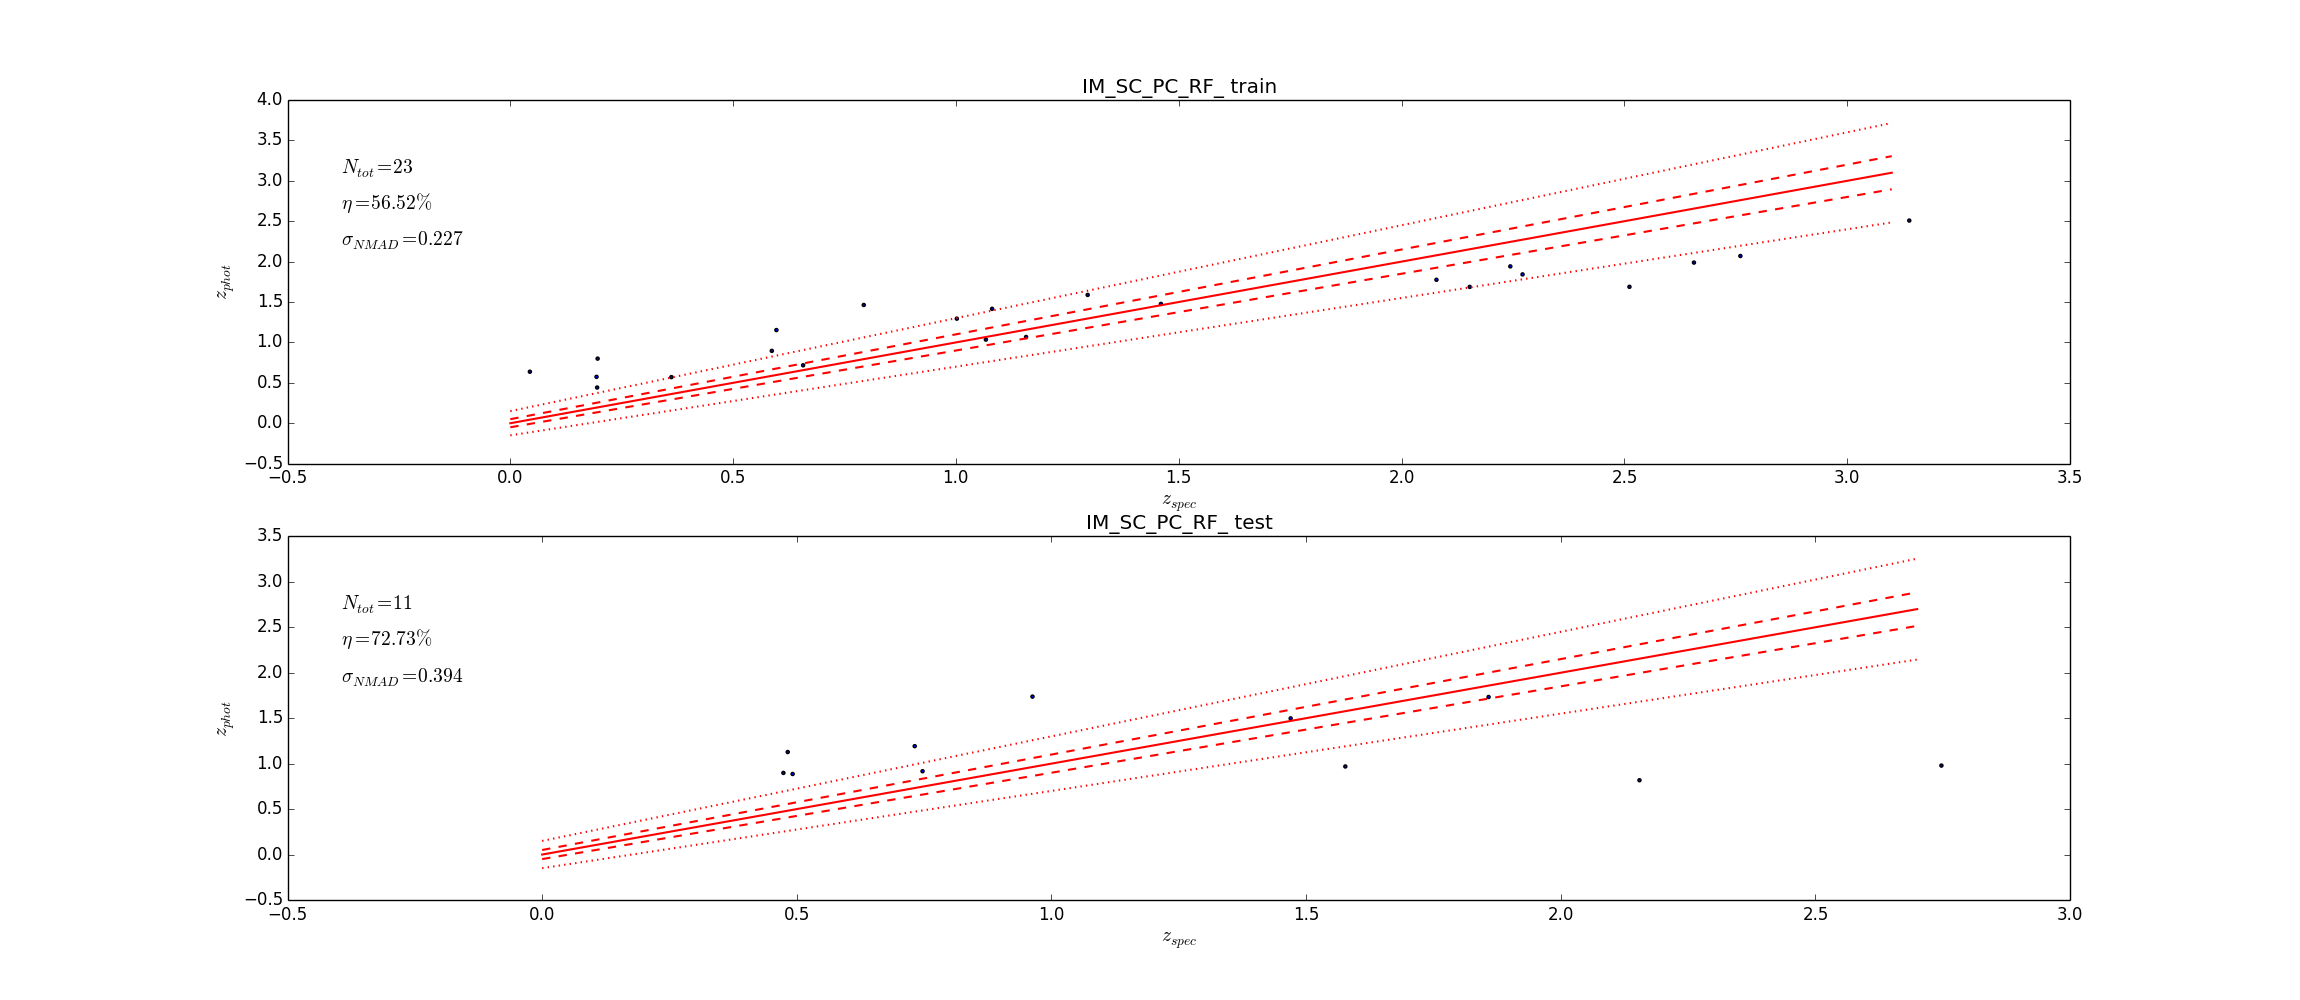 IM_SC_PC_RF_ train
4.0
3.5
3.0
2.5
2.0
1.5
1.0
0.5
0.0
−0.5
N_tot=23
η=56.52%
σ_NMAD=0.227
z_phot
−0.5 0.0 0.5 1.0 1.5 2.0 2.5 3.0 3.5
z_spec
IM_SC_PC_RF_ test
3.5
3.0
2.5
2.0
1.5
1.0
0.5
0.0
−0.5
N_tot=11
η=72.73%
σ_NMAD=0.394
z_phot
−0.5 0.0 0.5 1.0 1.5 2.0 2.5 3.0
z_spec